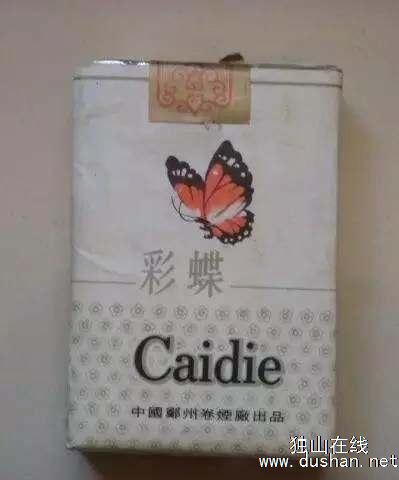 彩蝶
Caidie
中國鄭州卷煙廠出品
独山在线
www.dushan.net